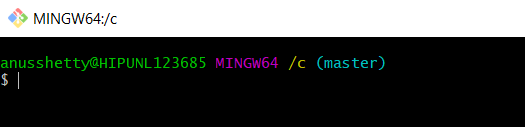 MINGW64:/c
anusshetty@HIPUNL123685 MINGW64 /c (master)
$